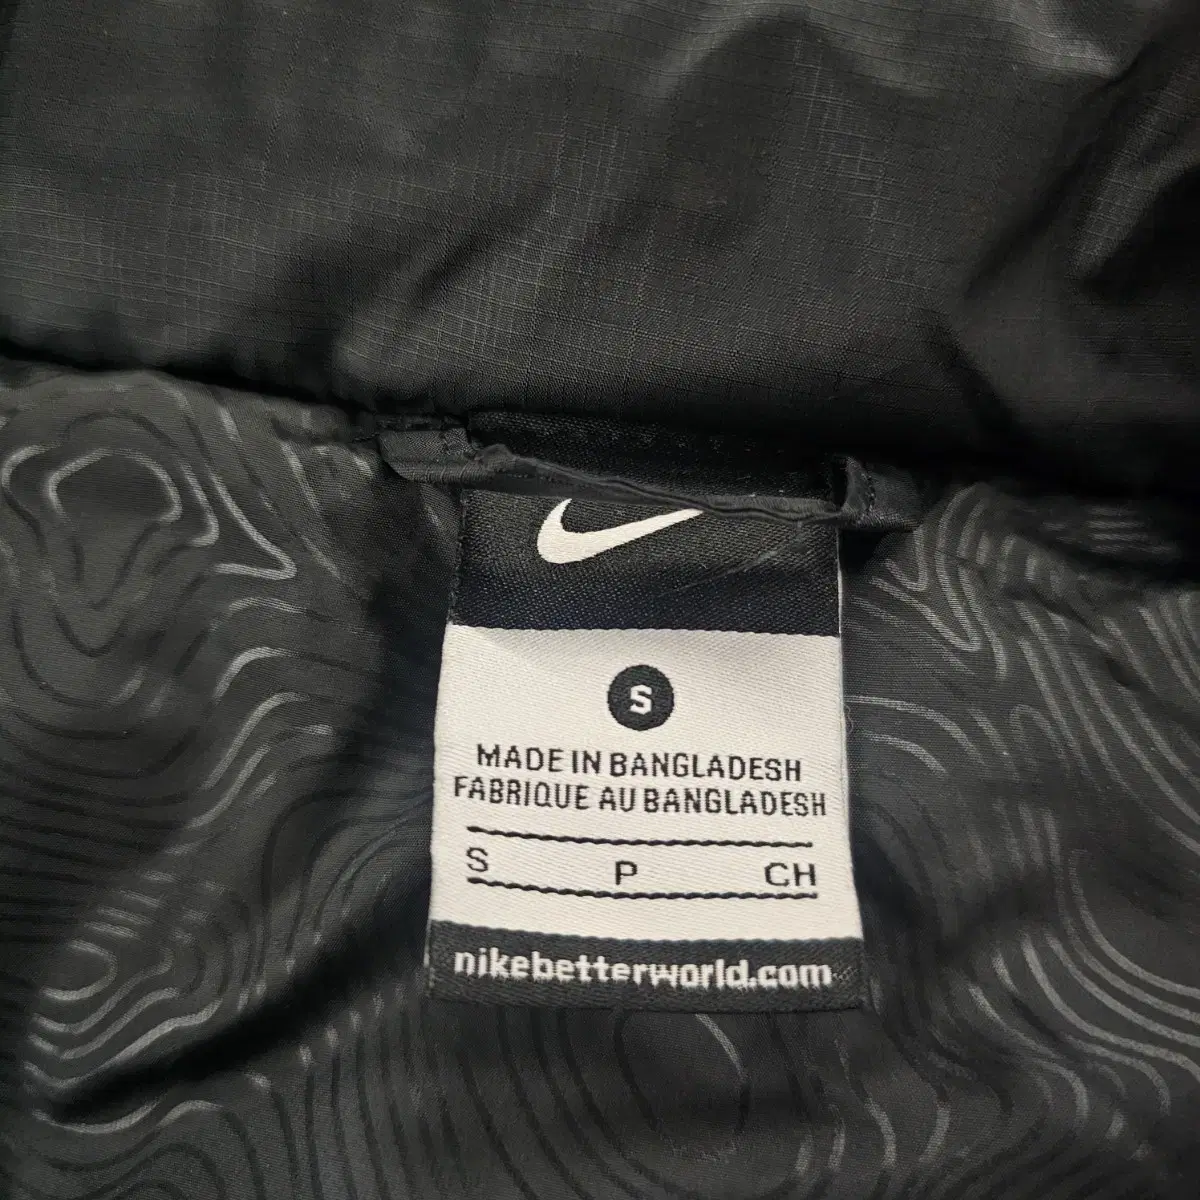 S
MADE IN BANGLADESH
FABRIQUE AU BANGLADESH
S P CH
nikebetterworld.com